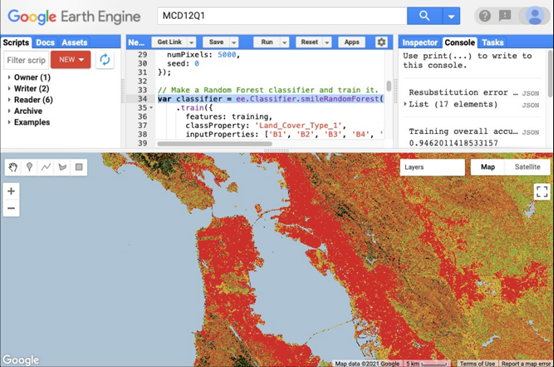 Google Earth Engine
MCD12Q1
Scripts Docs Assets
Filter scrip
NEW
Owner (1)
Writer (2)
Reader (6)
Archive
Examples
Ne...
Get Link
Save
Run
Reset
Apps
29 numPixels: 5000,
30 seed: 0
31 });
32
33 // Make a Random Forest classifier and train it.
34 var classifier = ee.Classifier.smileRandomForest(
35 .train({
36 features: training,
37 classProperty: 'Land_Cover_Type_1',
38 inputProperties: ['B1', 'B2', 'B3', 'B4', '
39
Inspector Console Tasks
Use print(...) to write to
this console.
Resubstitution error ... JSON
List (17 elements) JSON
Training overall accu... JSON
0.9462011418533157
Layers
Map Satellite
+
−
Google
Map data ©2021 Google 5 km Terms of Use Report a map error